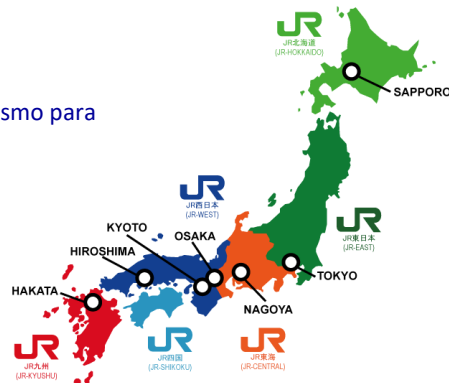 JR
JR北海道
(JR-HOKKAIDO)
SAPPORO
smo para
JR
JR西日本
(JR-WEST)
JR
JR東日本
(JR-EAST)
KYOTO
OSAKA
HIROSHIMA
TOKYO
HAKATA
NAGOYA
JR
JR九州
(JR-KYUSHU)
JR
JR四国
(JR-SHIKOKU)
JR
JR東海
(JR-CENTRAL)